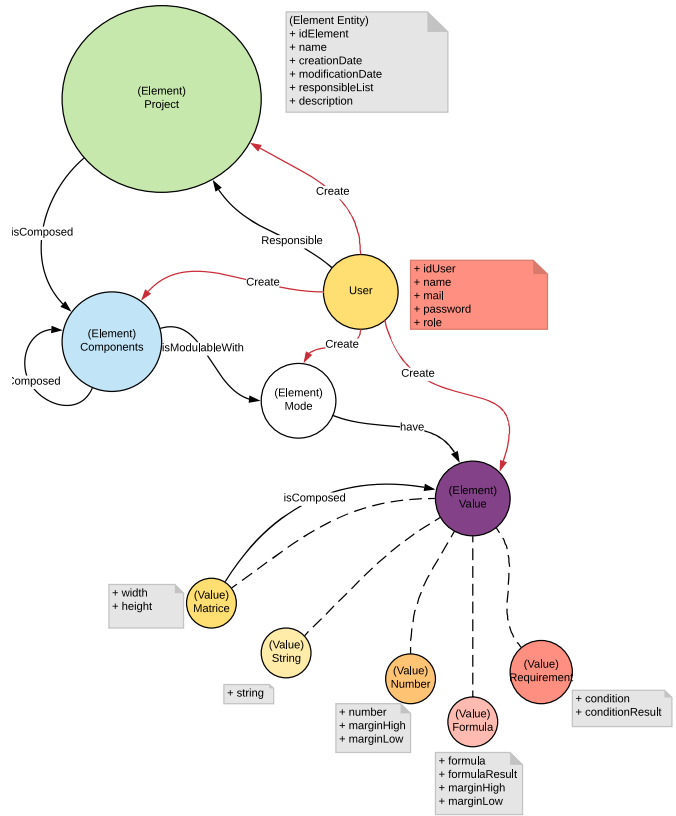 (Element Entity)
+ idElement
+ name
+ creationDate
+ modificationDate
+ responsibleList
+ description
(Element)
Project
Create
isComposed
Responsible
+ idUser
+ name
+ mail
+ password
+ role
User
Create
(Element)
Components
Create
isModulableWith
Composed
Create
(Element)
Mode
have
(Element)
Value
isComposed
+ width
+ height
(Value)
Matrice
(Value)
String
+ string
(Value)
Number
(Value)
Requirement
+ condition
+ conditionResult
+ number
+ marginHigh
+ marginLow
(Value)
Formula
+ formula
+ formulaResult
+ marginHigh
+ marginLow